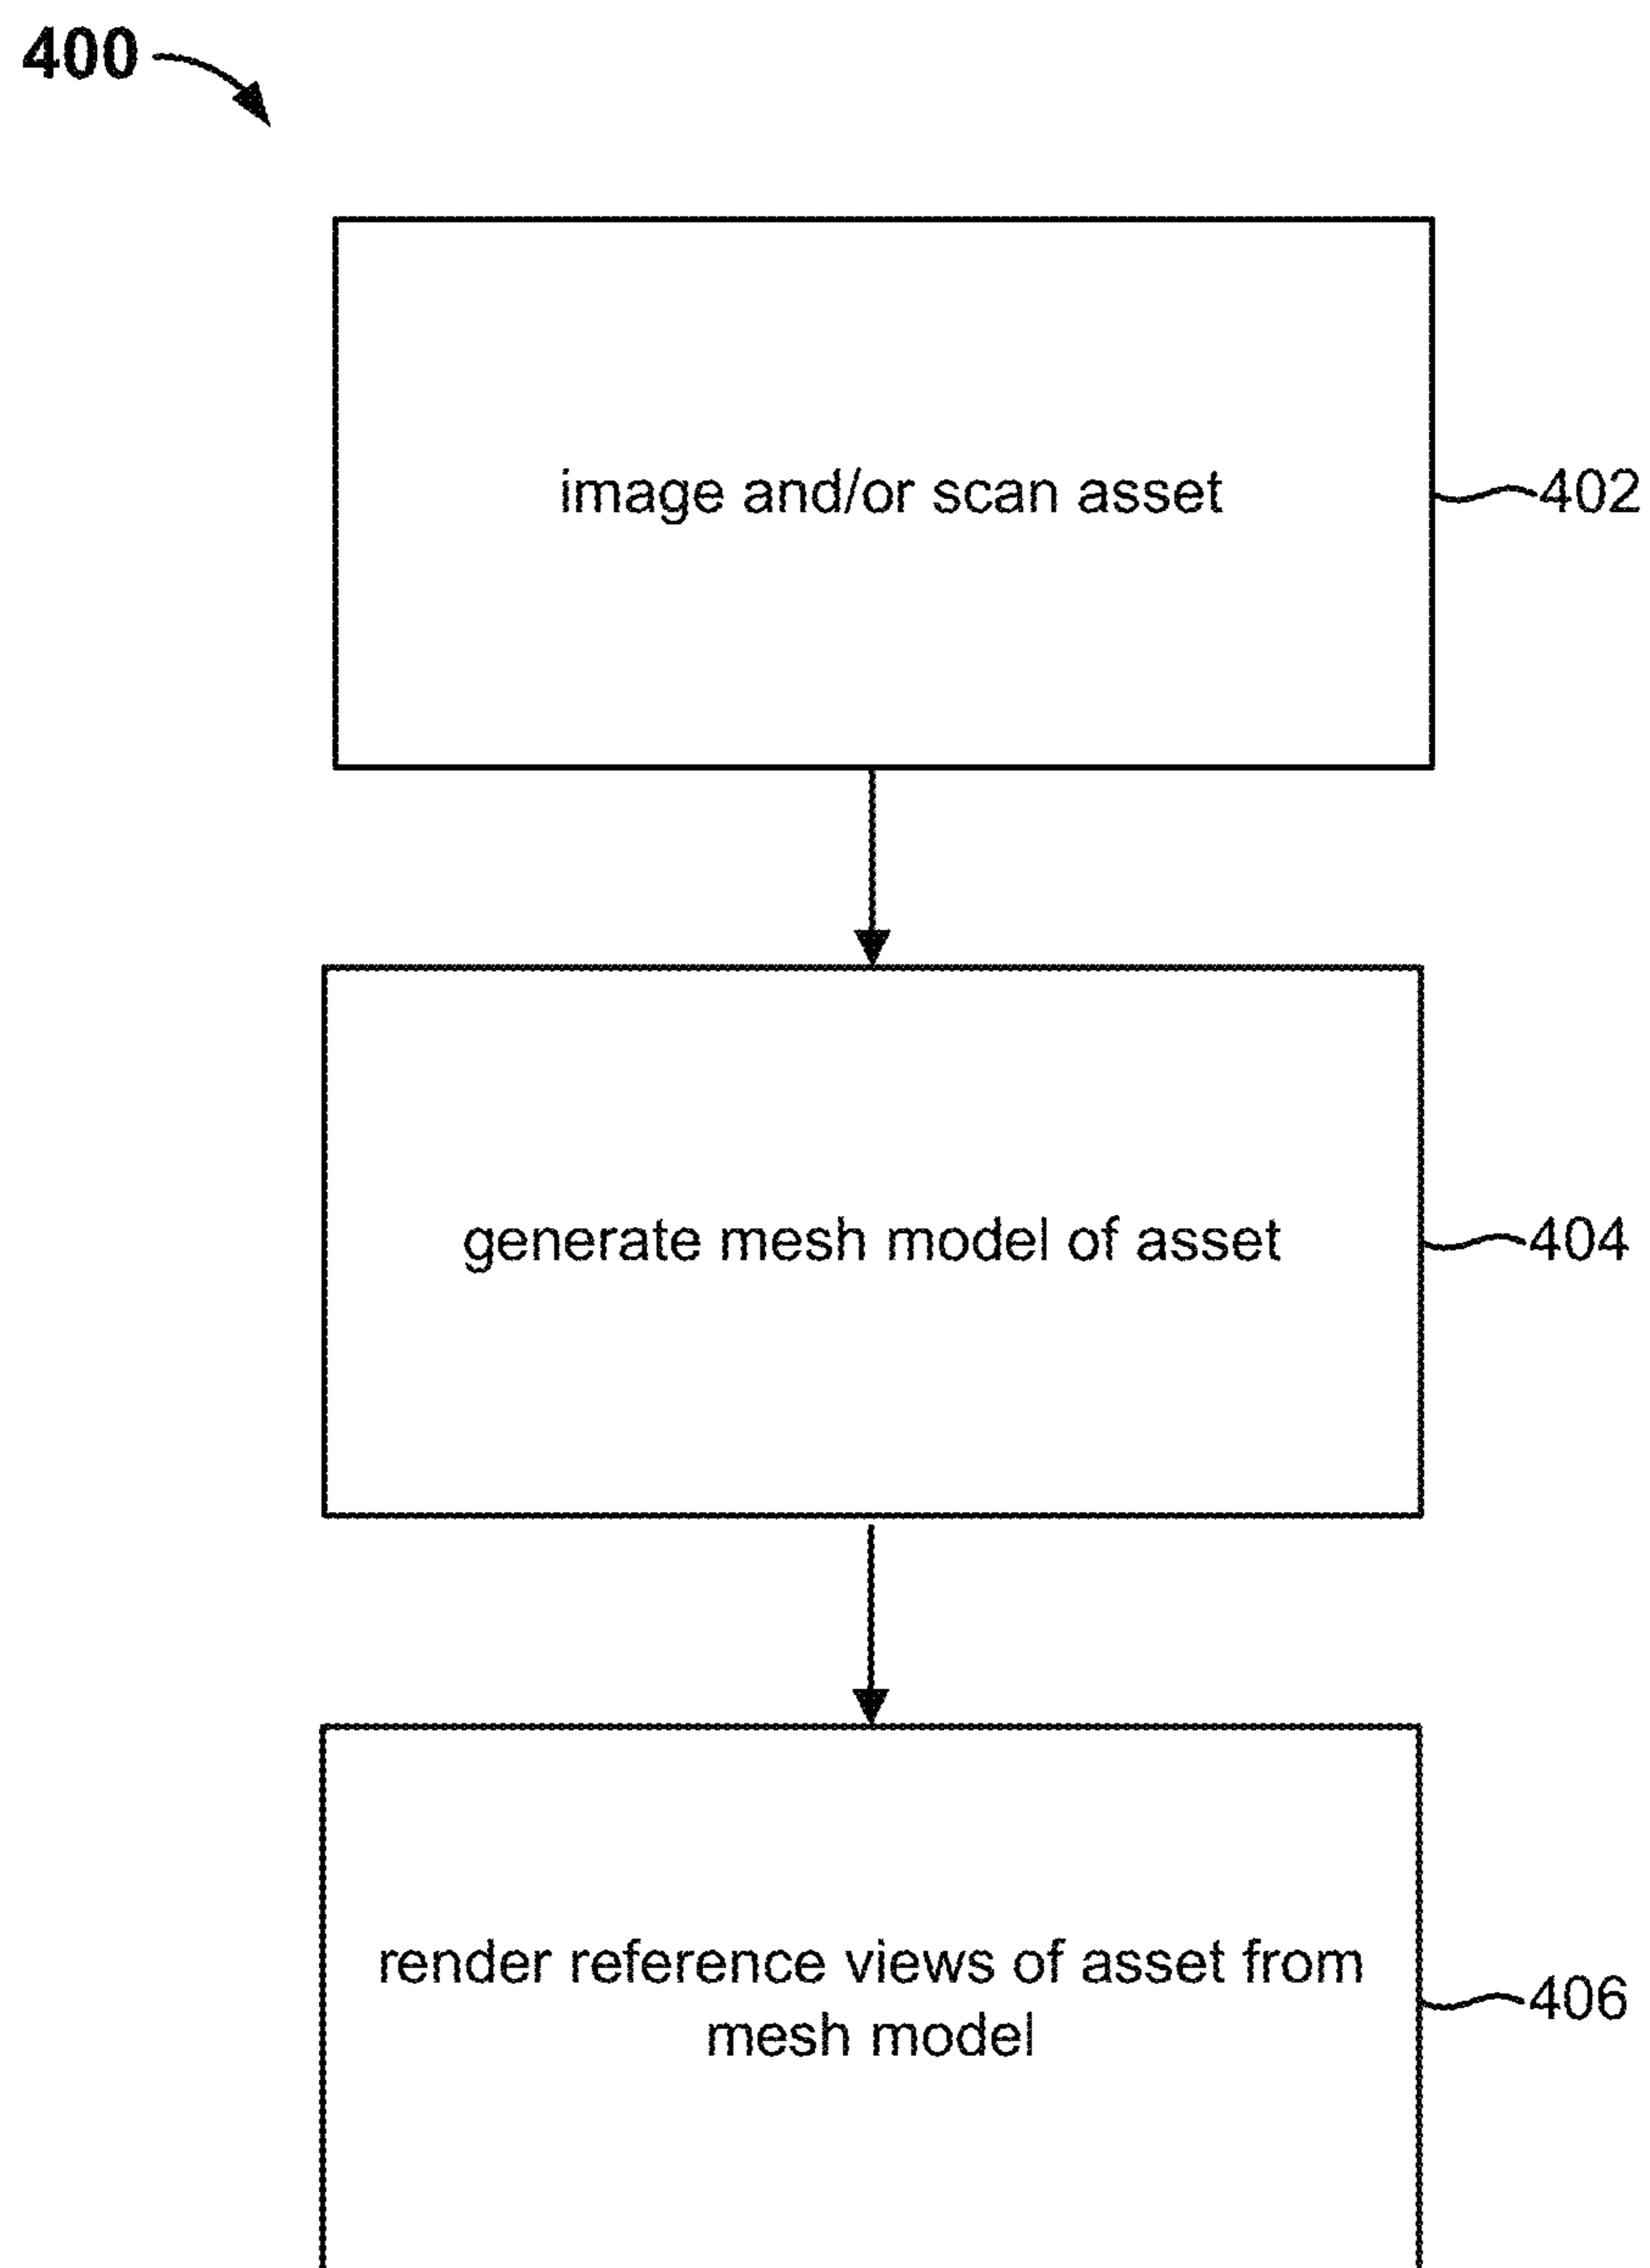 400
image and/or scan asset
402
generate mesh model of asset
404
render reference views of asset from
mesh model
406